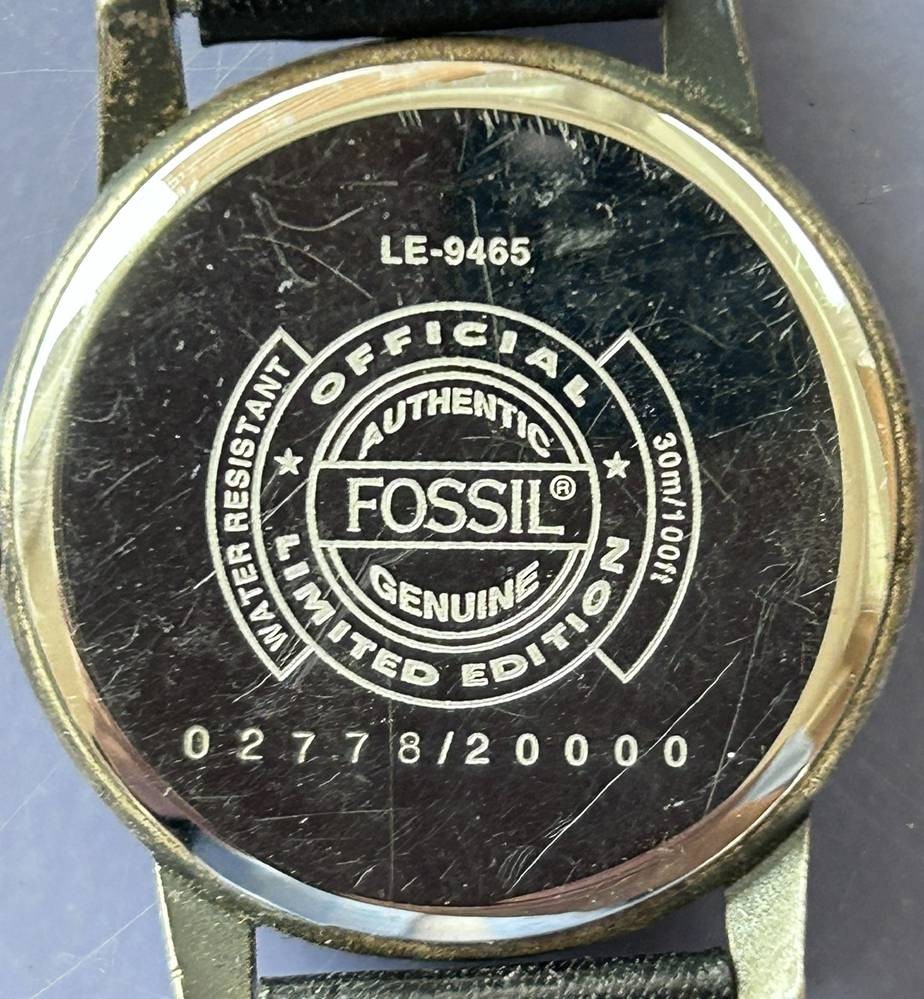 LE-9465
OFFICIAL
AUTHENTIC
WATER RESISTANT
FOSSIL®
30m/100ft
GENUINE
LIMITED EDITION
02778/20000